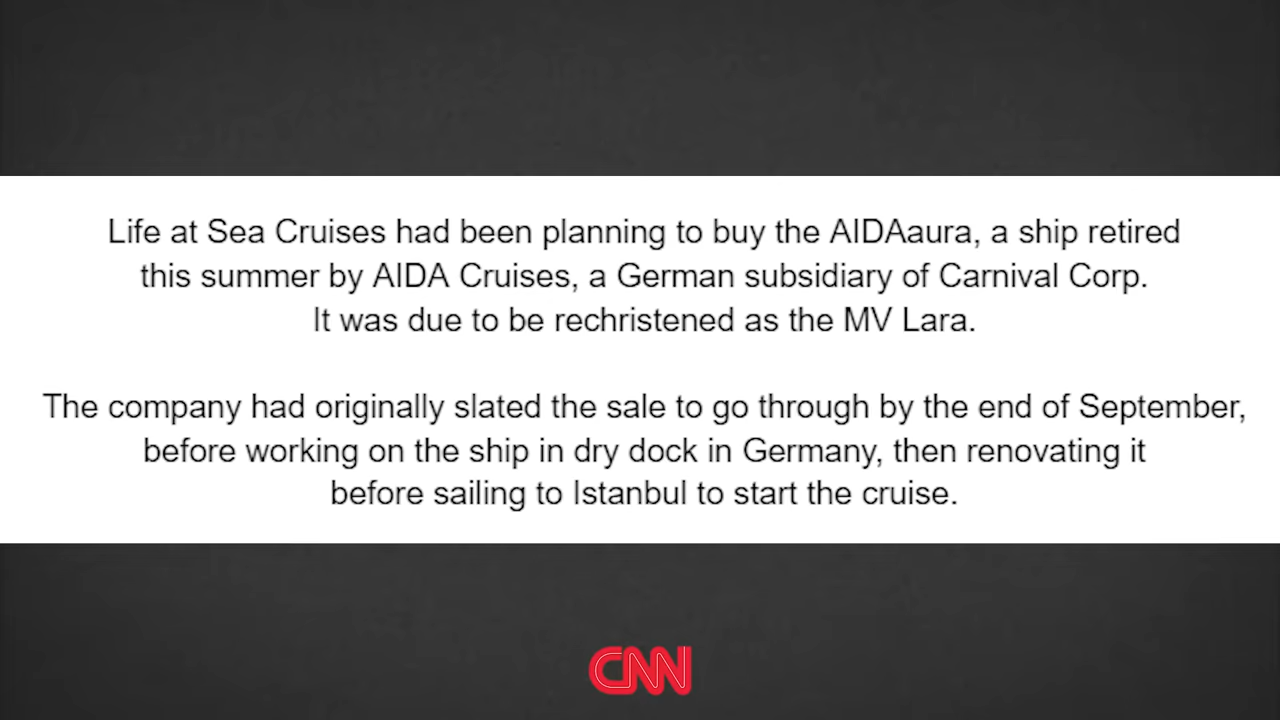 Life at Sea Cruises had been planning to buy the AIDAaura, a ship retired
this summer by AIDA Cruises, a German subsidiary of Carnival Corp.
It was due to be rechristened as the MV Lara.
The company had originally slated the sale to go through by the end of September,
before working on the ship in dry dock in Germany, then renovating it
before sailing to Istanbul to start the cruise.
CNN